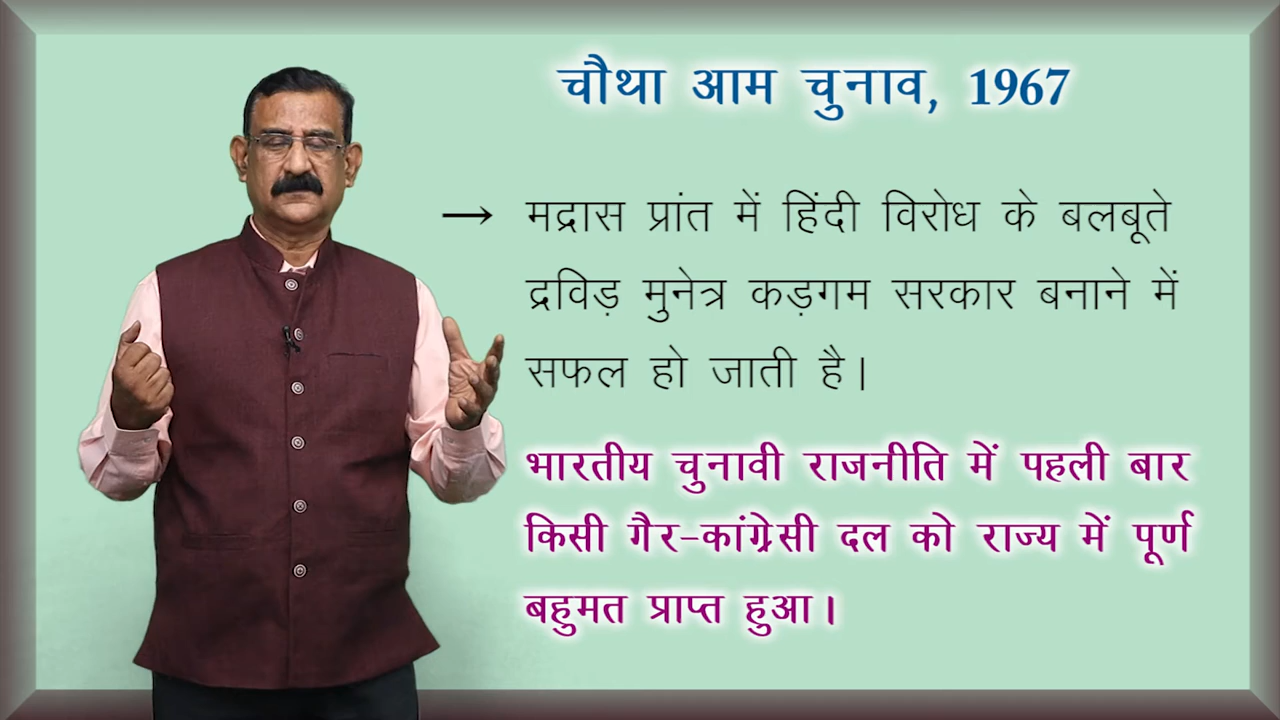 चौथा आम चुनाव, 1967
→ मद्रास प्रांत में हिंदी विरोध के बलबूते
द्रविड़ मुनेत्र कड़गम सरकार बनाने में
सफल हो जाती है।
भारतीय चुनावी राजनीति में पहली बार
किसी गैर-कांग्रेसी दल को राज्य में पूर्ण
बहुमत प्राप्त हुआ।